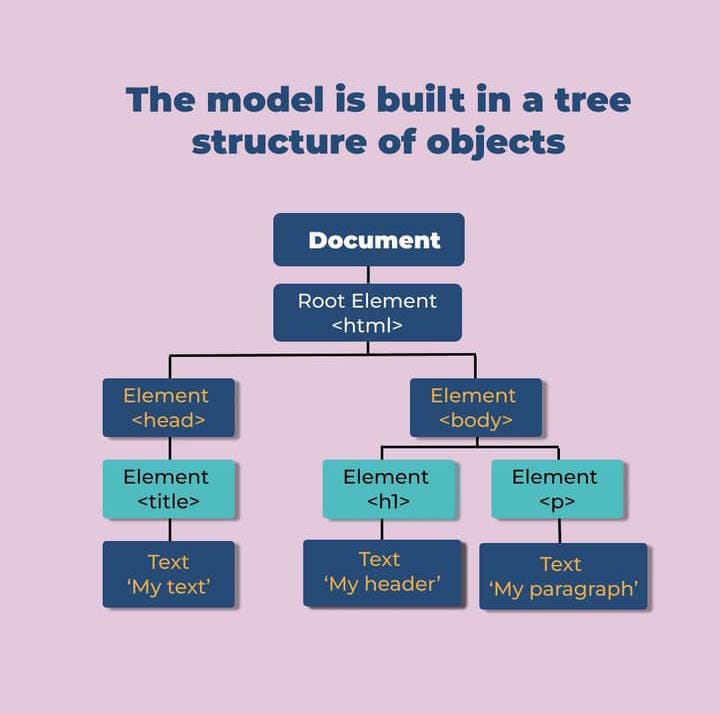 The model is built in a tree
structure of objects
Document
Root Element
<html>
Element
<head>
Element
<body>
Element
<title>
Element
<h1>
Element
<p>
Text
‘My text’
Text
‘My header’
Text
‘My paragraph’